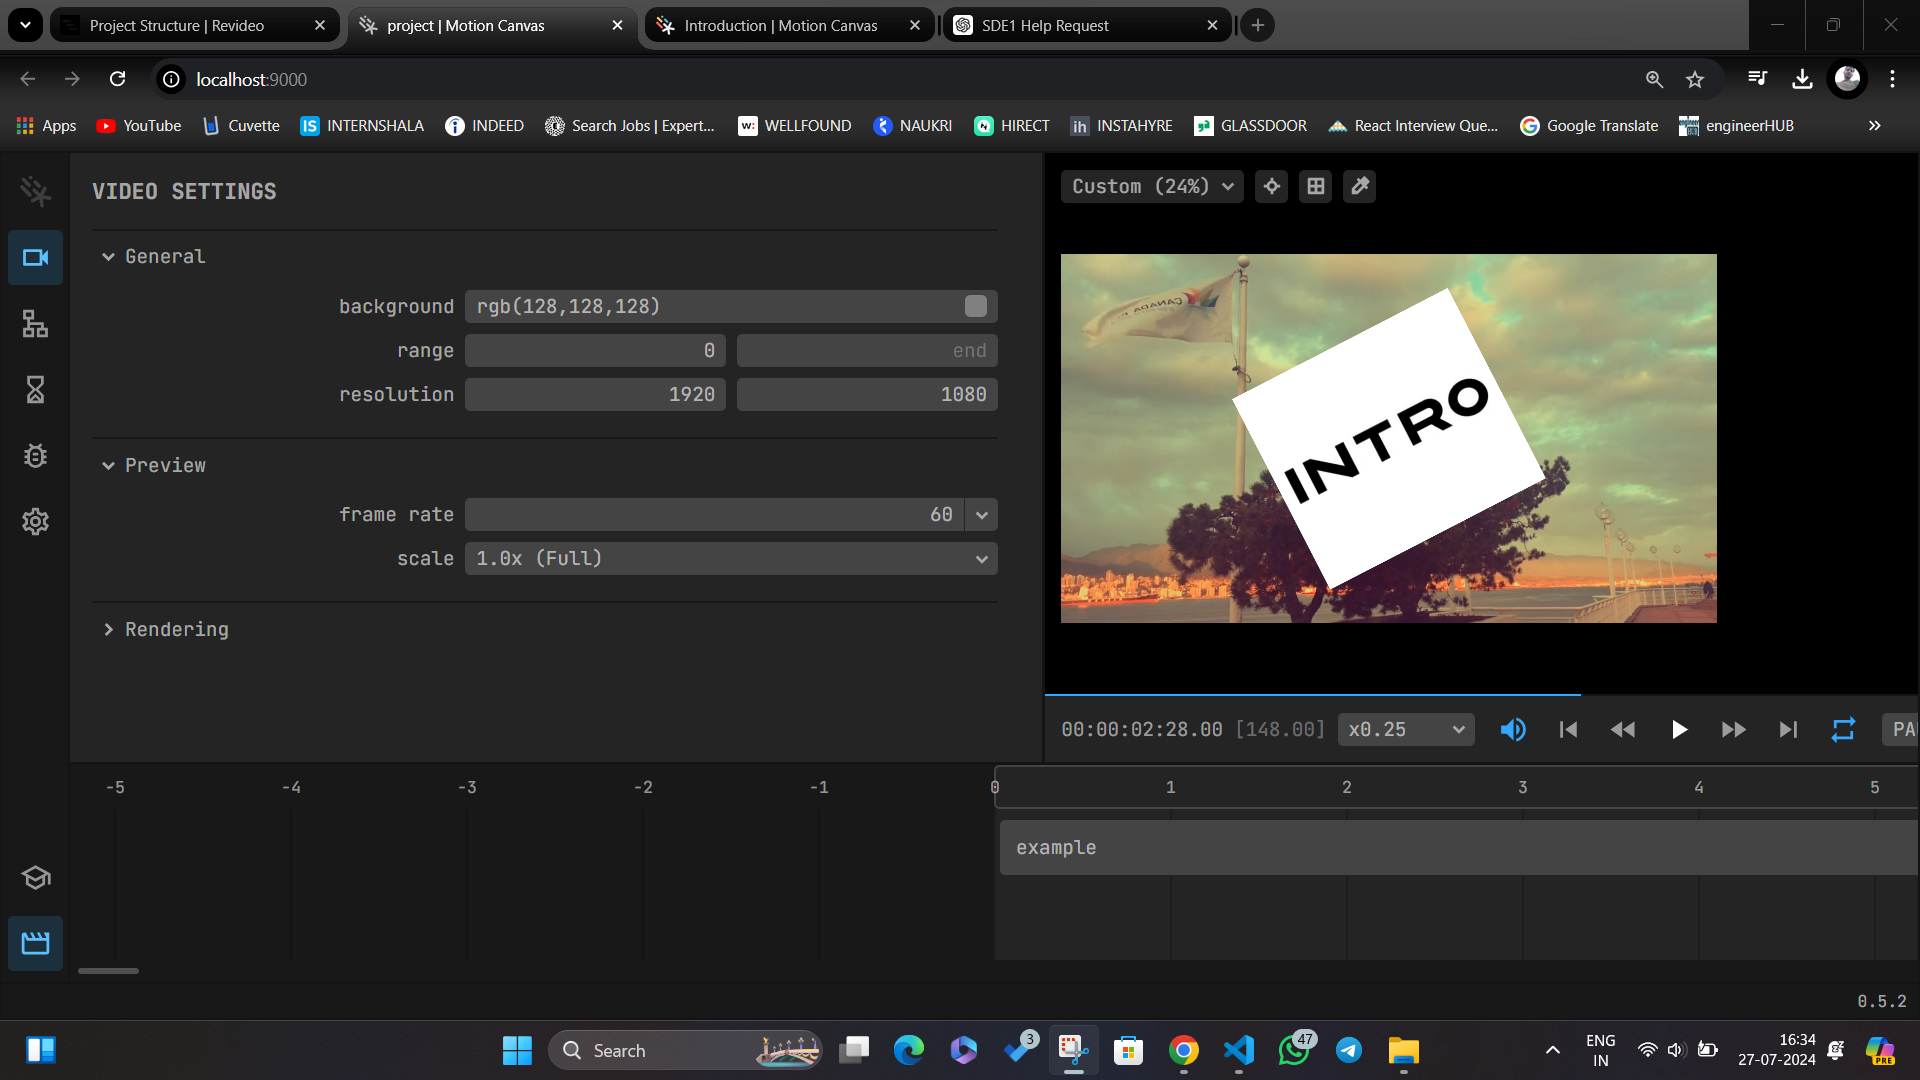 Project Structure | Revideo
project | Motion Canvas
Introduction | Motion Canvas
SDE1 Help Request
localhost:9000
Apps
YouTube
Cuvette
IS
INTERNSHALA
INDEED
Search Jobs | Expert...
w:
WELLFOUND
NAUKRI
HIRECT
ih
INSTAHYRE
GLASSDOOR
React Interview Que...
Google Translate
engineerHUB
VIDEO SETTINGS
General
background
rgb(128,128,128)
range
0
end
resolution
1920
1080
Preview
frame rate
60
scale
1.0x (Full)
Rendering
Custom (24%)
INTRO
00:00:02:28.00 [148.00]
x0.25
PA
-5
-4
-3
-2
-1
0
1
2
3
4
5
example
0.5.2
Search
3
47
ENG
IN
16:34
27-07-2024
PRE